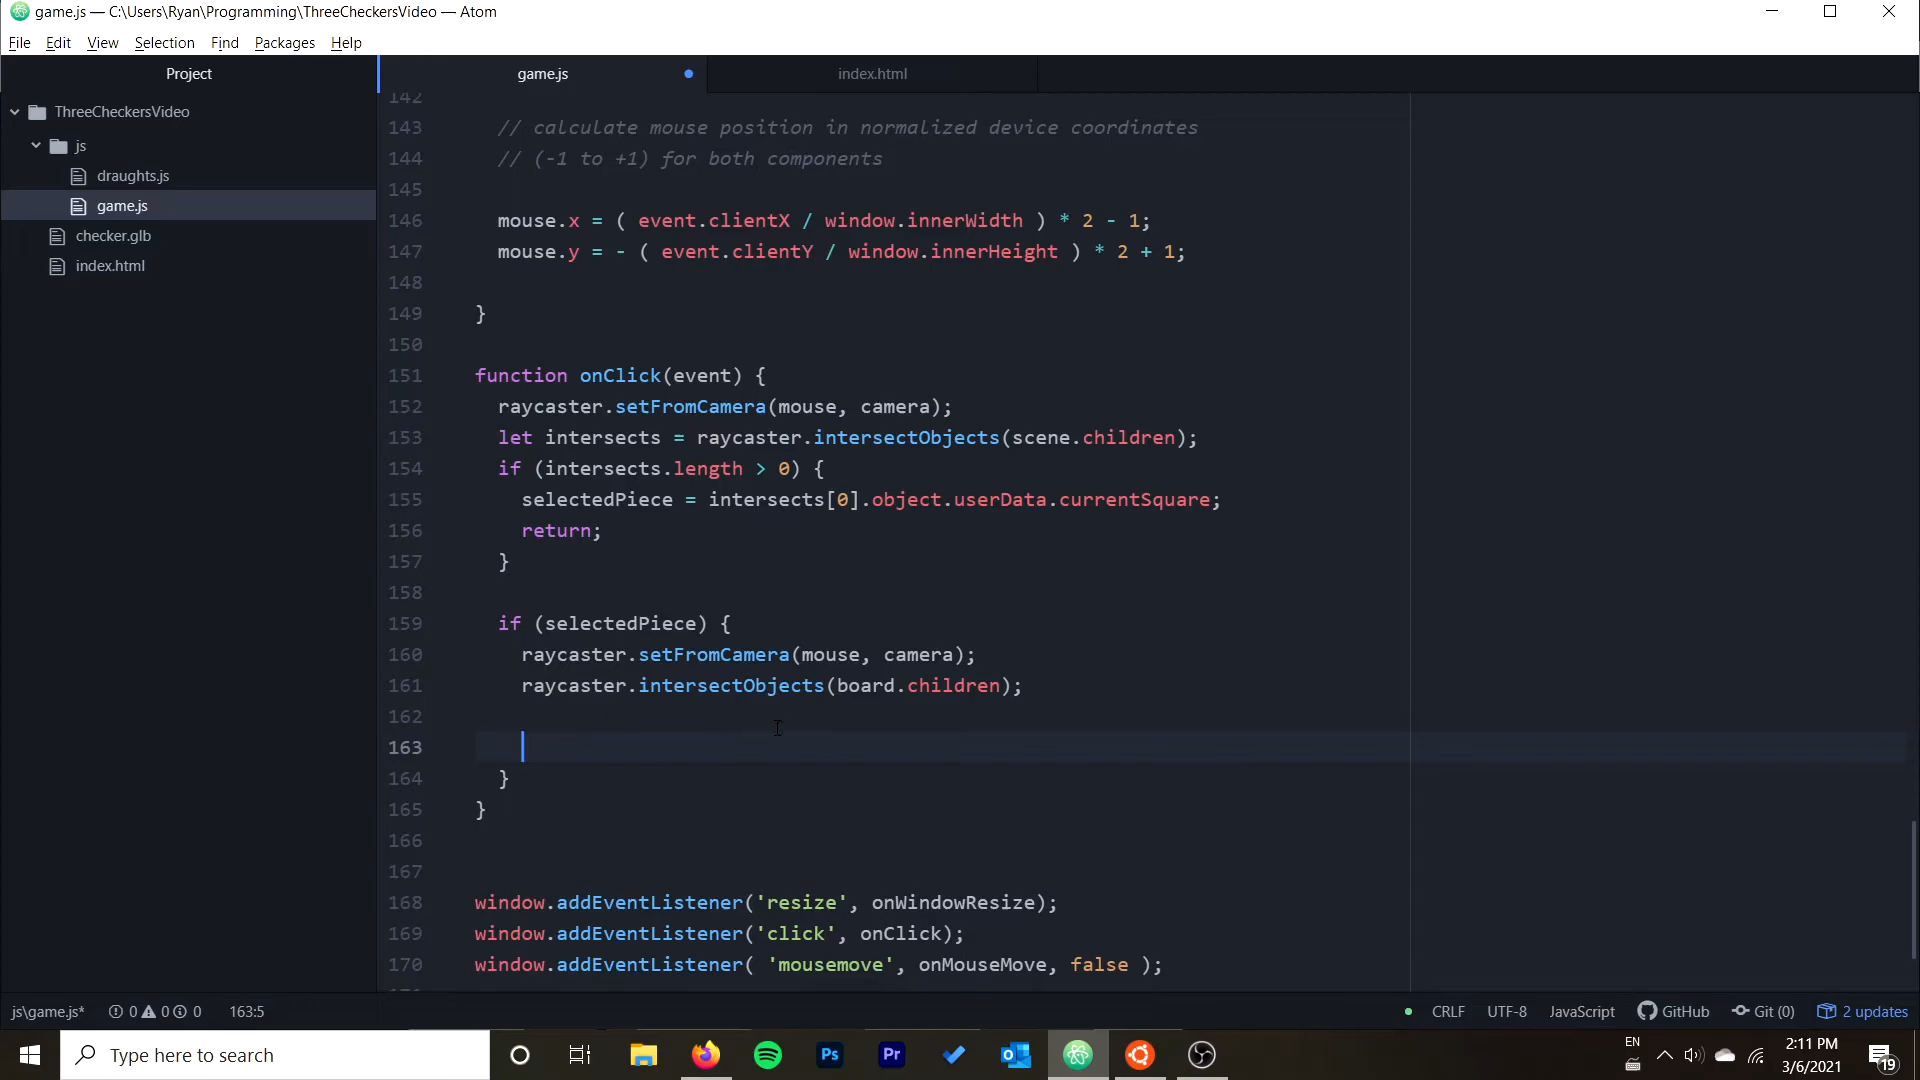 game.js — C:\Users\Ryan\Programming\ThreeCheckersVideo — Atom
File Edit View Selection Find Packages Help
Project
game.js
index.html
ThreeCheckersVideo
js
draughts.js
game.js
checker.glb
index.html
142
143 // calculate mouse position in normalized device coordinates
144 // (-1 to +1) for both components
145
146 mouse.x = ( event.clientX / window.innerWidth ) * 2 - 1;
147 mouse.y = - ( event.clientY / window.innerHeight ) * 2 + 1;
148
149 }
150
151 function onClick(event) {
152 raycaster.setFromCamera(mouse, camera);
153 let intersects = raycaster.intersectObjects(scene.children);
154 if (intersects.length > 0) {
155 selectedPiece = intersects[0].object.userData.currentSquare;
156 return;
157 }
158
159 if (selectedPiece) {
160 raycaster.setFromCamera(mouse, camera);
161 raycaster.intersectObjects(board.children);
162
163
164 }
165 }
166
167
168 window.addEventListener('resize', onWindowResize);
169 window.addEventListener('click', onClick);
170 window.addEventListener( 'mousemove', onMouseMove, false );
js\game.js* 0 0 0 163:5 CRLF UTF-8 JavaScript GitHub Git (0) 2 updates
Type here to search
Ps
Pr
EN
2:11 PM
3/6/2021
19